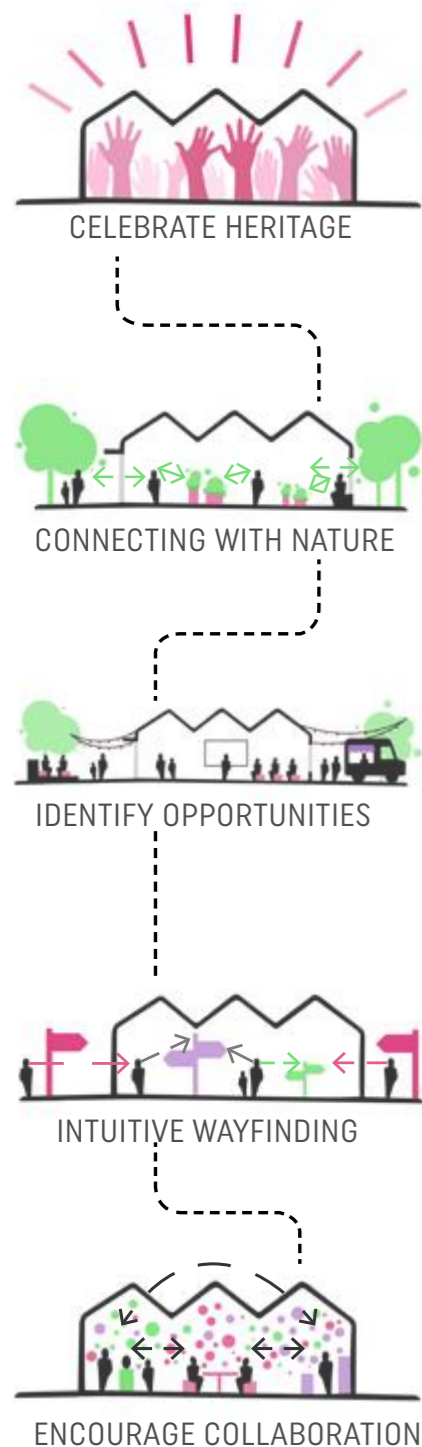 CELEBRATE HERITAGE
CONNECTING WITH NATURE
IDENTIFY OPPORTUNITIES
INTUITIVE WAYFINDING
ENCOURAGE COLLABORATION